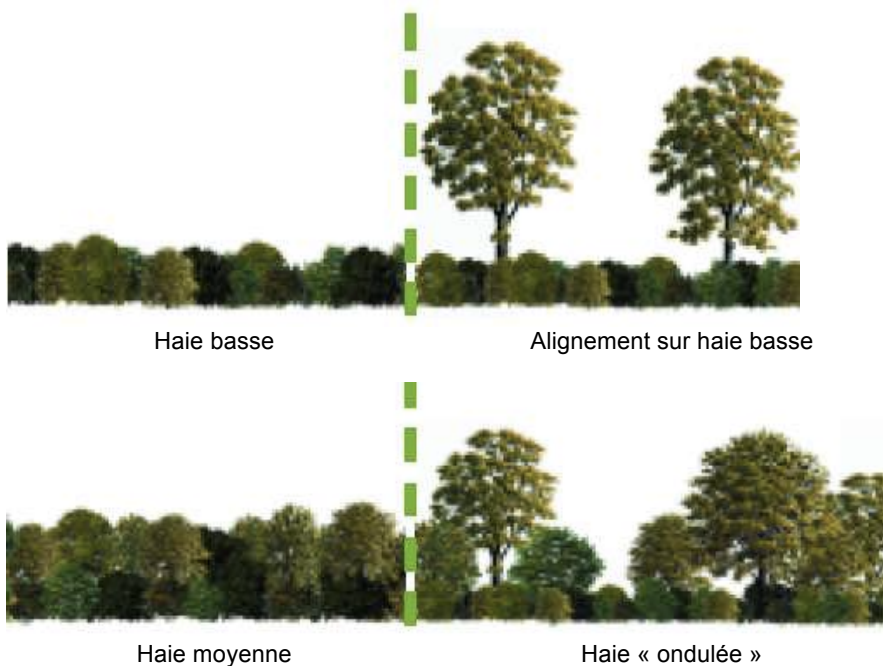 Haie basse
Alignement sur haie basse
Haie moyenne
Haie « ondulée »